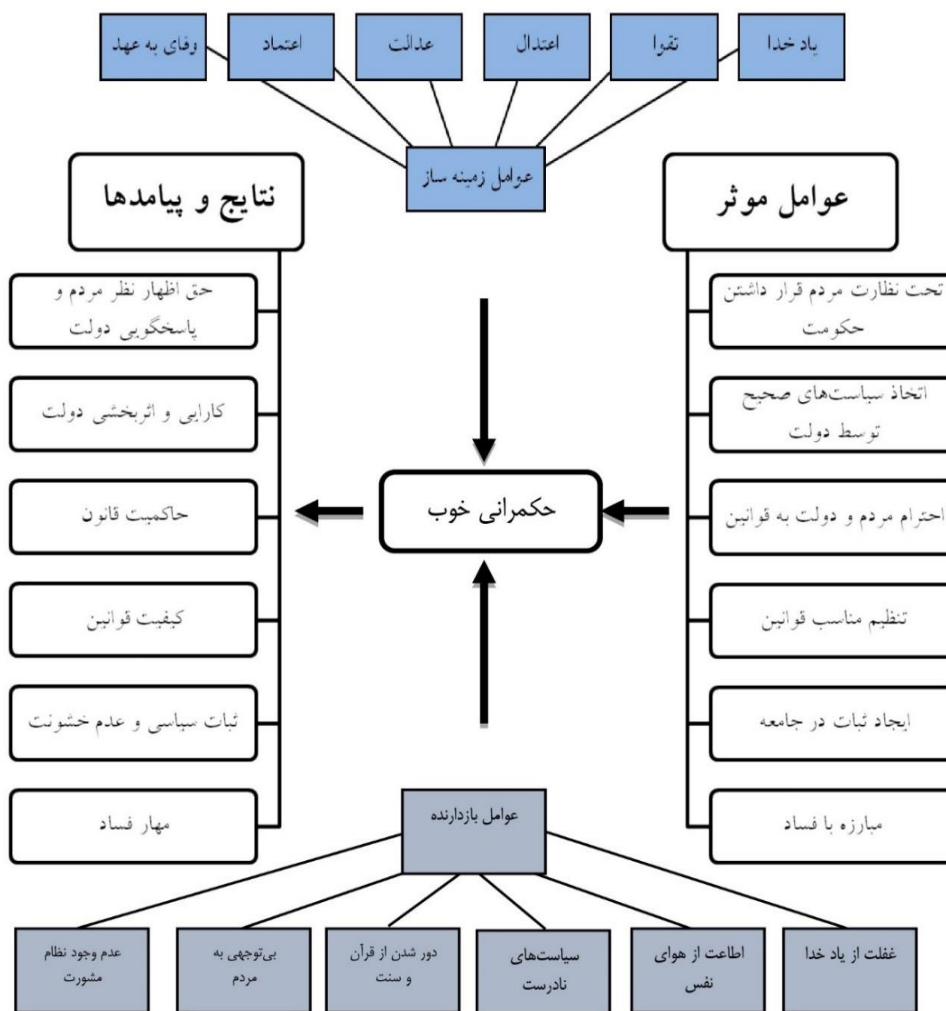 یاد خدا
تقوا
اعتدال
عدالت
اعتماد
وفای به عهد
عوامل زمینه ساز
عوامل موثر
تحت نظارت مردم قرار داشتن
حکومت
اتخاذ سیاست‌های صحیح
توسط دولت
احترام مردم و دولت به قوانین
تنظیم مناسب قوانین
ایجاد ثبات در جامعه
مبارزه با فساد
حکمرانی خوب
نتایج و پیامدها
حق اظهار نظر مردم و
پاسخگویی دولت
کارایی و اثربخشی دولت
حاکمیت قانون
کیفیت قوانین
ثبات سیاسی و عدم خشونت
مهار فساد
عوامل بازدارنده
غفلت از یاد خدا
اطاعت از هوای
نفس
سیاست‌های
نادرست
دور شدن از قرآن
و سنت
بی‌توجهی به
مردم
عدم وجود نظام
مشورت